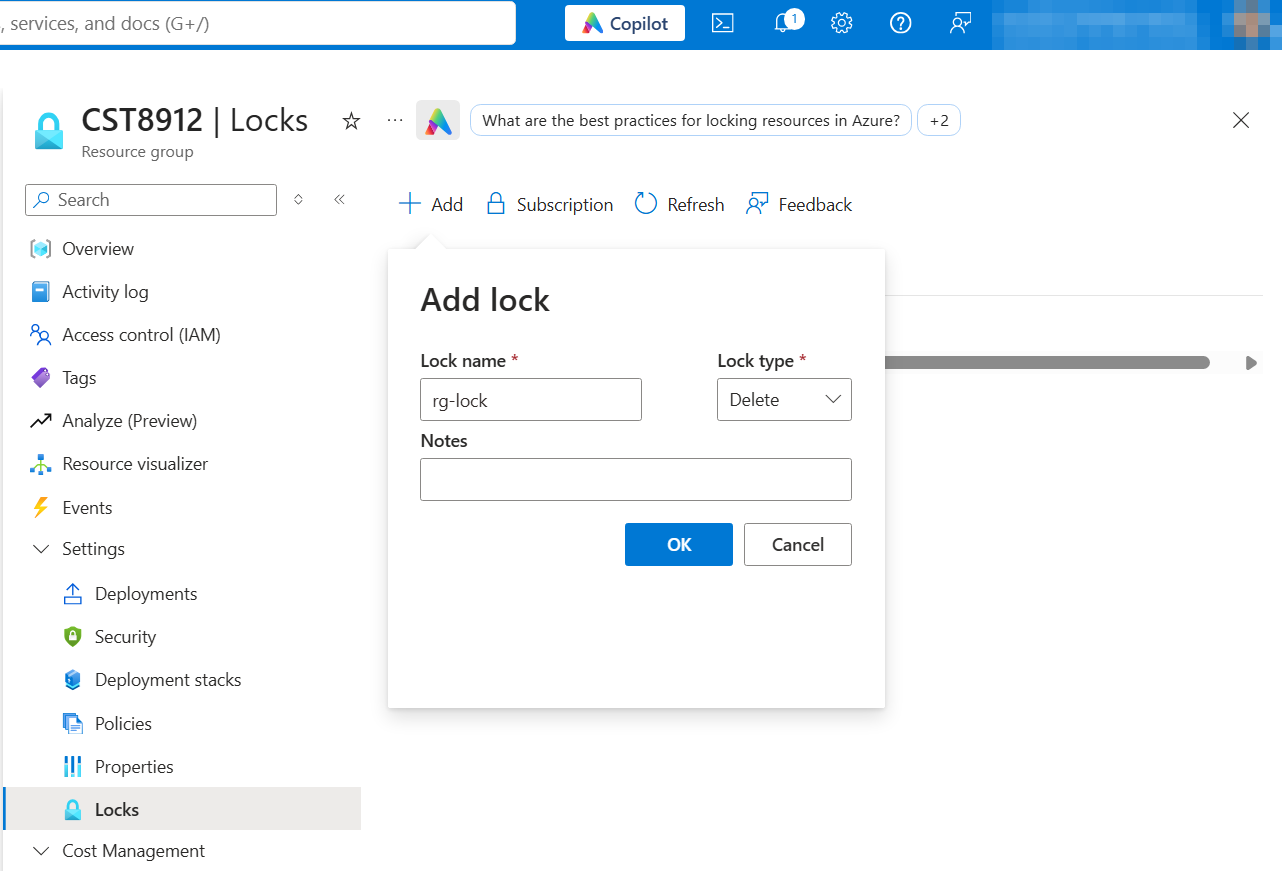 , services, and docs (G+/)
Copilot
1
CST8912 | Locks
Resource group
What are the best practices for locking resources in Azure?
+2
Search
Add
Subscription
Refresh
Feedback
Overview
Activity log
Access control (IAM)
Tags
Analyze (Preview)
Resource visualizer
Events
Settings
Deployments
Security
Deployment stacks
Policies
Properties
Locks
Cost Management
Add lock
Lock name *
Lock type *
rg-lock
Delete
Notes
OK
Cancel